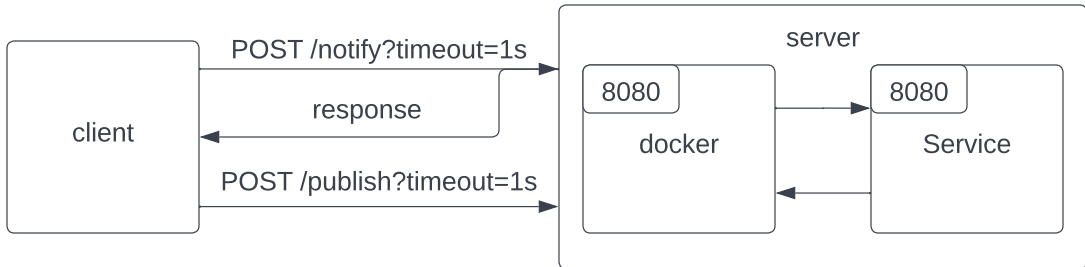 server
POST /notify?timeout=1s
8080
8080
response
client
docker
Service
POST /publish?timeout=1s